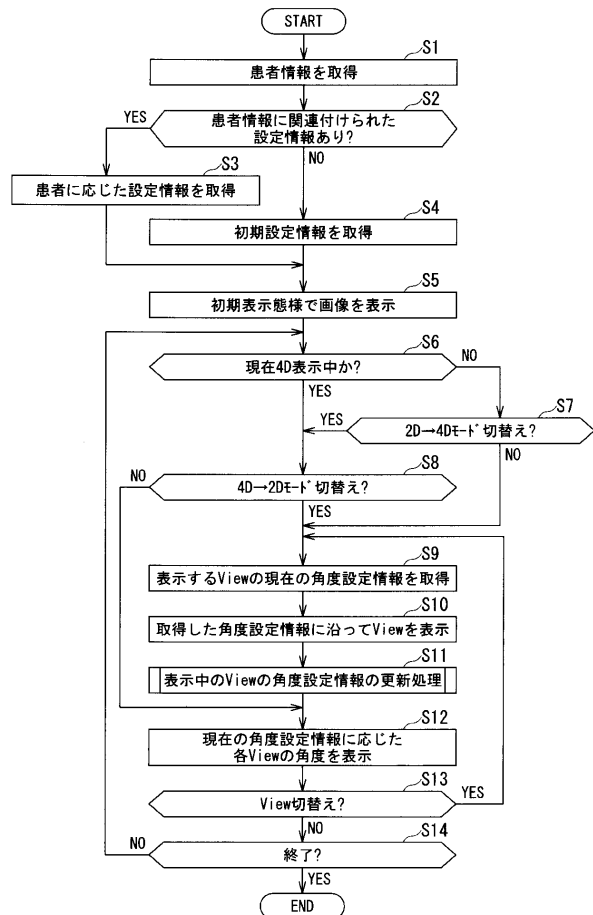 START
S1
患者情報を取得
S2
患者情報に関連付けられた
設定情報あり?
YES
NO
S3
患者に応じた設定情報を取得
S4
初期設定情報を取得
S5
初期表示態様で画像を表示
S6
現在4D表示中か?
NO
YES
S7
2D→4Dモード切替え?
YES
NO
S8
4D→2Dモード切替え?
NO
YES
S9
表示するViewの現在の角度設定情報を取得
S10
取得した角度設定情報に沿ってViewを表示
S11
表示中のViewの角度設定情報の更新処理
S12
現在の角度設定情報に応じた
各Viewの角度を表示
S13
View切替え?
YES
NO
S14
終了?
NO
YES
END